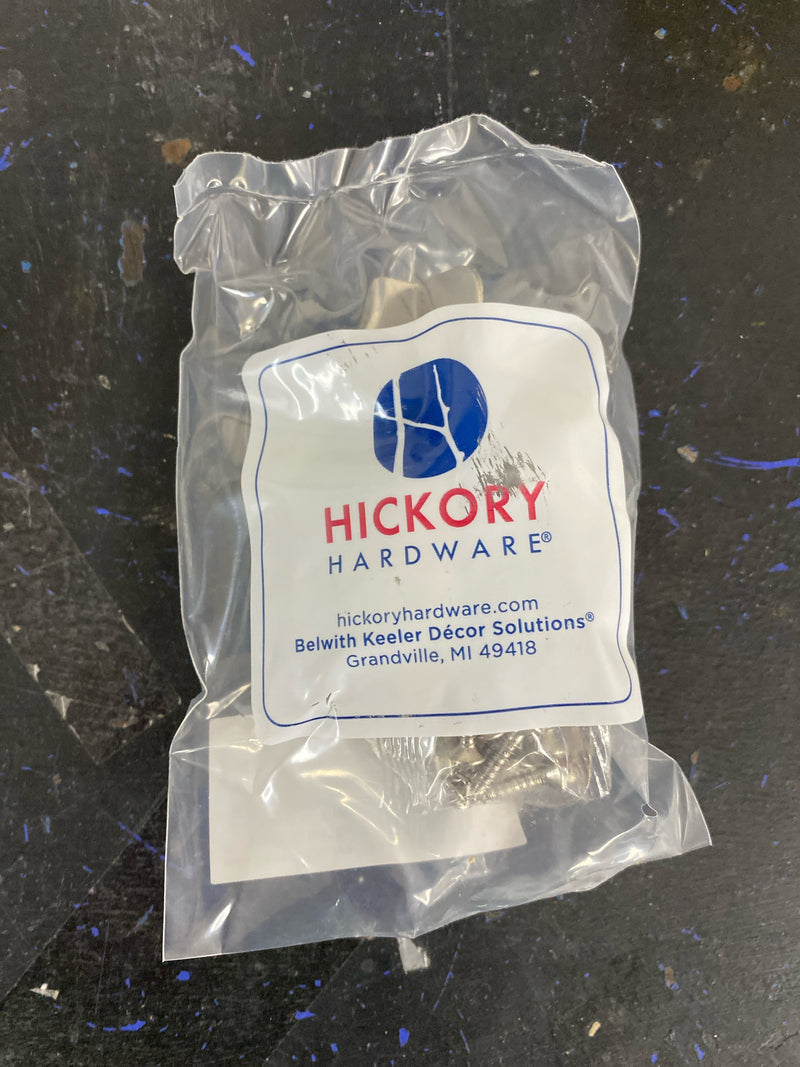 HICKORY
HARDWARE®
hickoryhardware.com
Belwith Keeler Décor Solutions®
Grandville, MI 49418